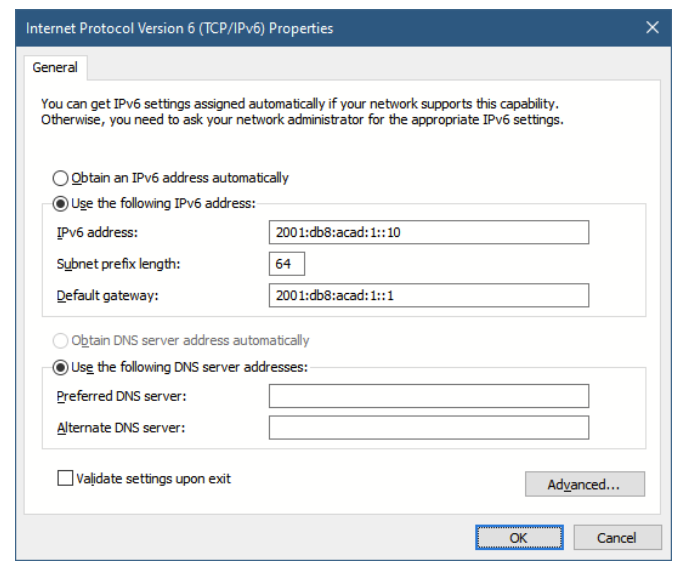 Internet Protocol Version 6 (TCP/IPv6) Properties
General
You can get IPv6 settings assigned automatically if your network supports this capability.
Otherwise, you need to ask your network administrator for the appropriate IPv6 settings.
Obtain an IPv6 address automatically
Use the following IPv6 address:
IPv6 address: 2001:db8:acad:1::10
Subnet prefix length: 64
Default gateway: 2001:db8:acad:1::1
Obtain DNS server address automatically
Use the following DNS server addresses:
Preferred DNS server:
Alternate DNS server:
Validate settings upon exit
Advanced...
OK Cancel